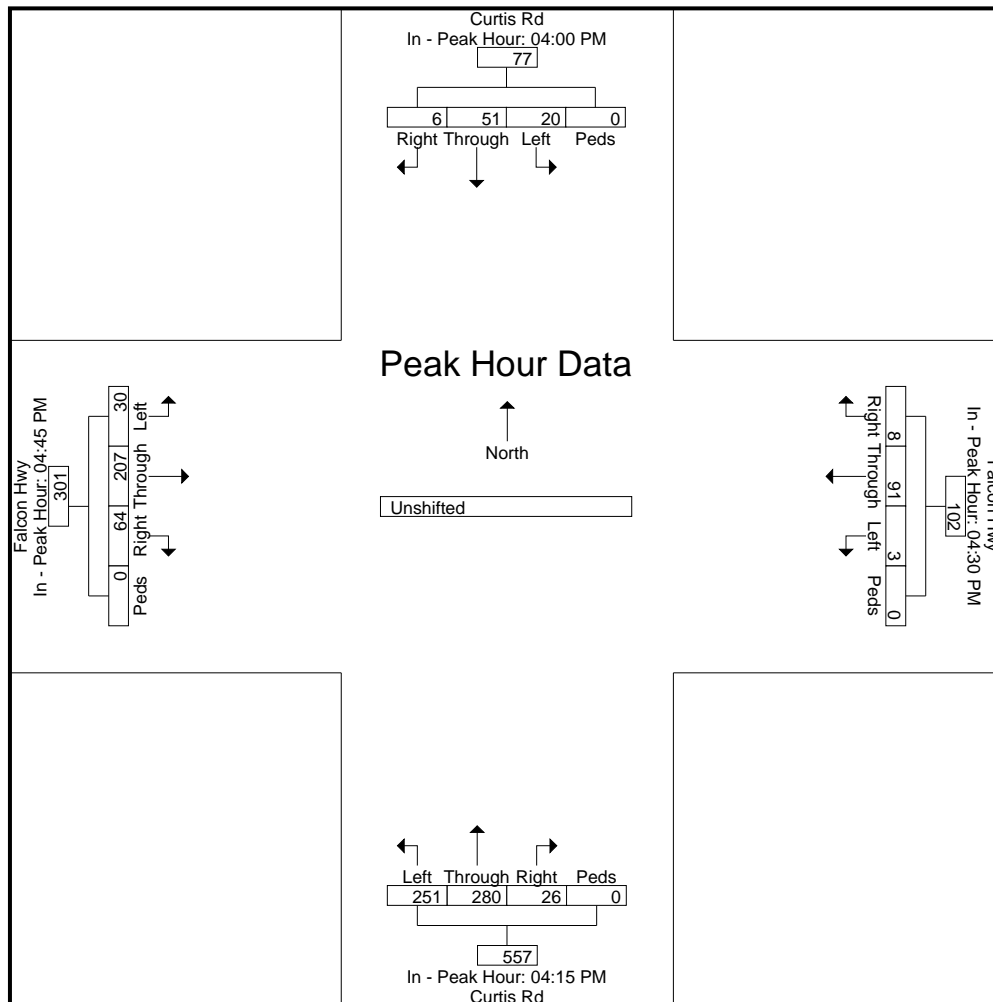 Curtis Rd
In - Peak Hour: 04:00 PM
77
6 51 20 0
Right Through Left Peds
Peak Hour Data
North
Unshifted
Falcon Hwy
In - Peak Hour: 04:45 PM
301
30 207 64 0
Left Through Right Peds
Falcon Hwy
In - Peak Hour: 04:30 PM
102
8 91 3 0
Right Through Left Peds
Left Through Right Peds
251 280 26 0
557
In - Peak Hour: 04:15 PM
Curtis Rd